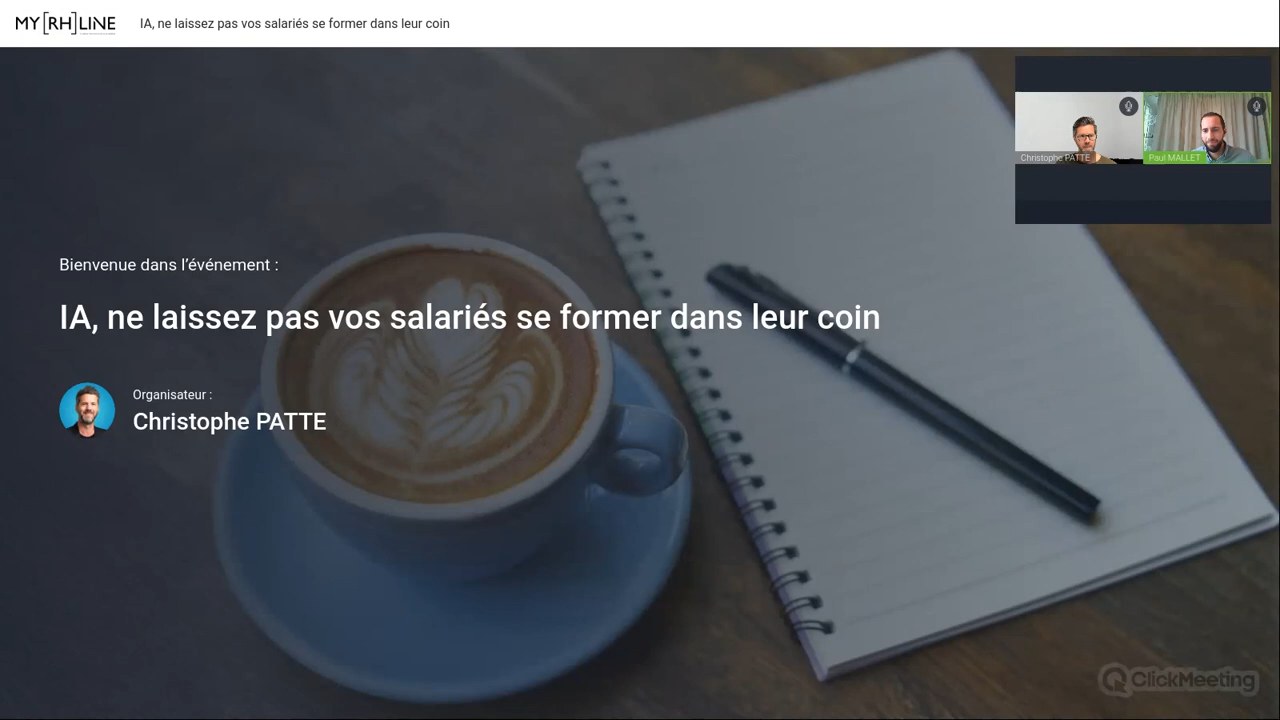 MY[RH]LINE
IA, ne laissez pas vos salariés se former dans leur coin
Christophe PATTE
Paul MALLET
Bienvenue dans l’événement :
IA, ne laissez pas vos salariés se former dans leur coin
Organisateur :
Christophe PATTE
ClickMeeting